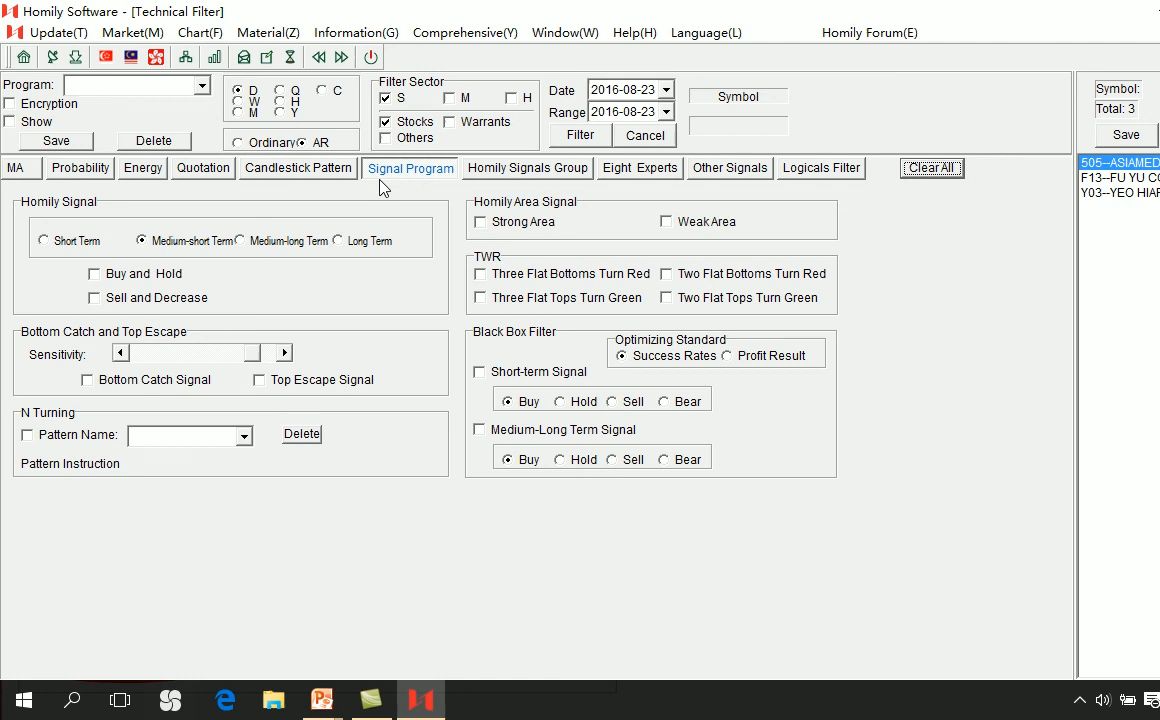 Homily Software - [Technical Filter]
Update(T) Market(M) Chart(F) Material(Z) Information(G) Comprehensive(Y) Window(W) Help(H) Language(L) Homily Forum(E)
Program:
Encryption
Show
Save Delete
D Q C
W H
M Y
Ordinary AR
Filter Sector
S M H
Stocks Warrants
Others
Date 2016-08-23
Range 2016-08-23
Filter Cancel
Symbol
Symbol:
Total: 3
Save
MA Probability Energy Quotation Candlestick Pattern Signal Program Homily Signals Group Eight Experts Other Signals Logicals Filter Clear All
505--ASIAMED
F13--FU YU CO
Y03--YEO HIAP
Homily Signal
Short Term Medium-short Term Medium-long Term Long Term
Buy and Hold
Sell and Decrease
Bottom Catch and Top Escape
Sensitivity:
Bottom Catch Signal Top Escape Signal
N Turning
Pattern Name: Delete
Pattern Instruction
Homily Area Signal
Strong Area Weak Area
TWR
Three Flat Bottoms Turn Red Two Flat Bottoms Turn Red
Three Flat Tops Turn Green Two Flat Tops Turn Green
Black Box Filter
Optimizing Standard
Success Rates Profit Result
Short-term Signal
Buy Hold Sell Bear
Medium-Long Term Signal
Buy Hold Sell Bear